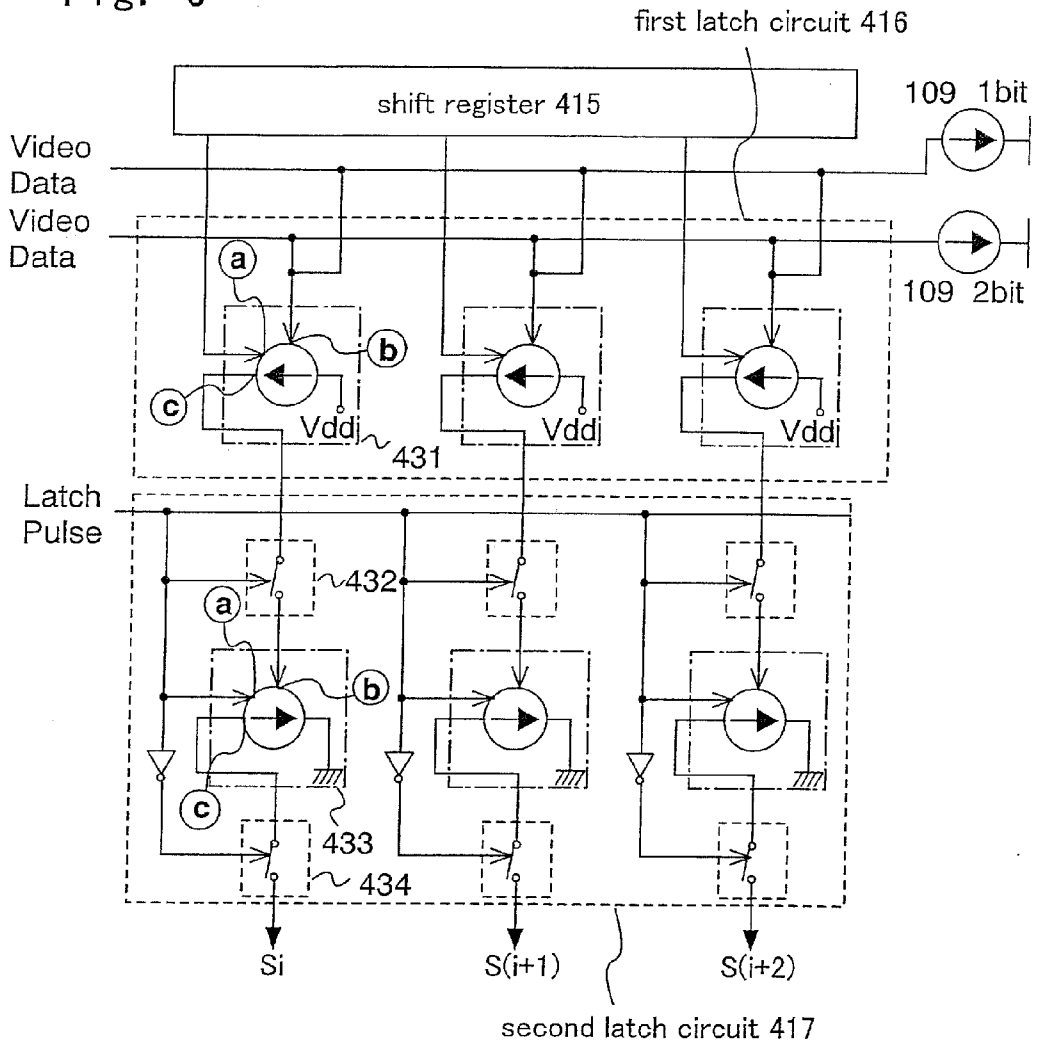 first latch circuit 416
shift register 415
109 1bit
Video
Data
Video
Data
109 2bit
a
b
c
Vdd
Vdd
Vdd
431
Latch
Pulse
432
a
b
c
433
434
Si
S(i+1)
S(i+2)
second latch circuit 417